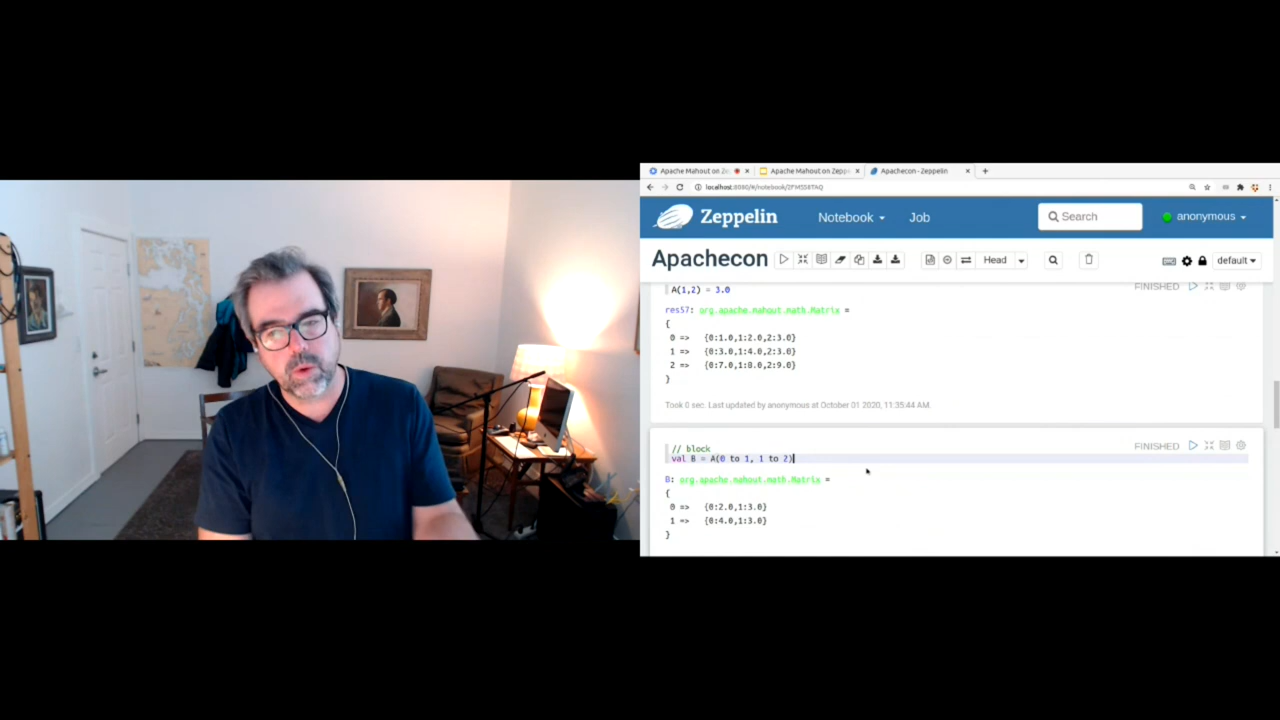 Apache Mahout on Ze
Apache Mahout on Zepp
Apachecon - Zeppelin
localhost:8080/#/notebook/2FMS58TAQ
Zeppelin
Notebook
Job
Search
anonymous
Apachecon
Head
default
A(1,2) = 3.0
FINISHED
res57: org.apache.mahout.math.Matrix =
{
0 => {0:1.0,1:2.0,2:3.0}
1 => {0:3.0,1:4.0,2:3.0}
2 => {0:7.0,1:8.0,2:9.0}
}
Took 0 sec. Last updated by anonymous at October 01 2020, 11:35:44 AM.
// block
FINISHED
val B = A(0 to 1, 1 to 2)
B: org.apache.mahout.math.Matrix =
{
0 => {0:2.0,1:3.0}
1 => {0:4.0,1:3.0}
}